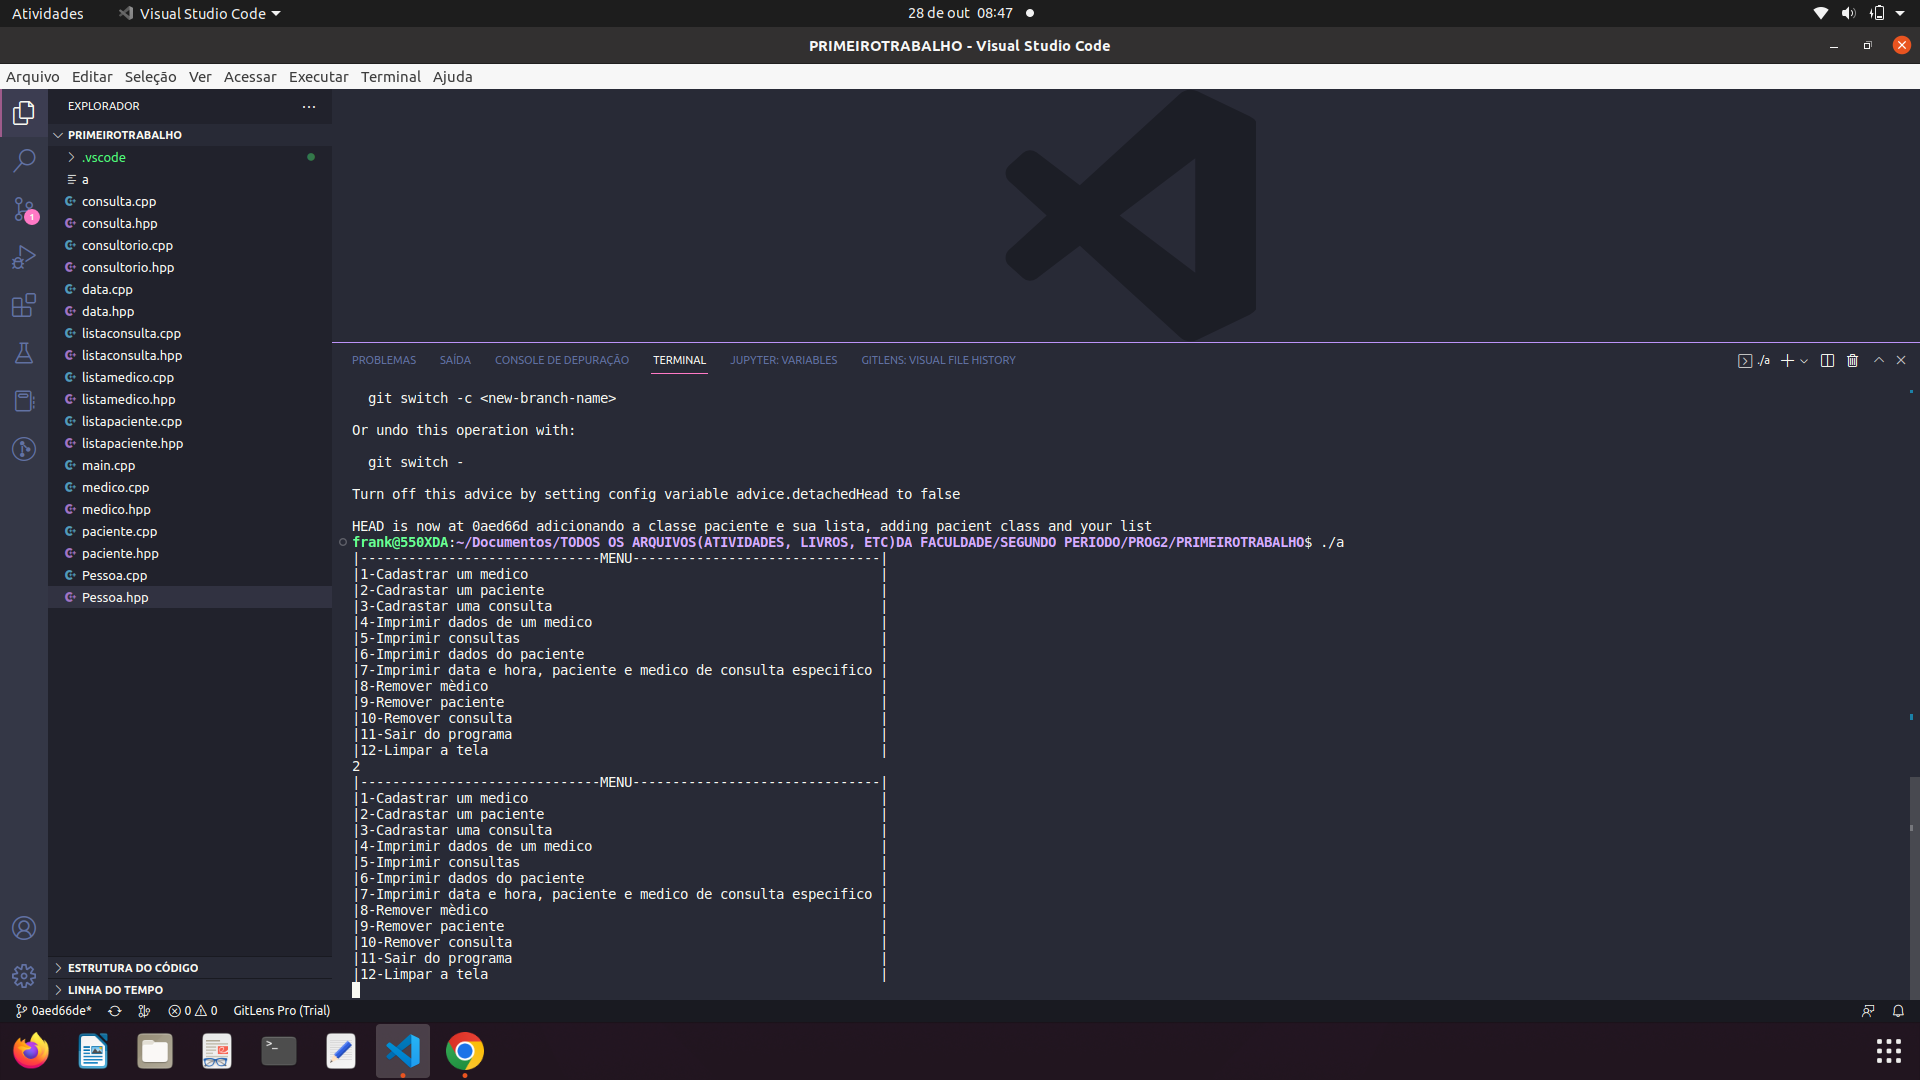 Atividades
Visual Studio Code
28 de out 08:47
PRIMEIROTRABALHO - Visual Studio Code
Arquivo Editar Seleção Ver Acessar Executar Terminal Ajuda
EXPLORADOR
PRIMEIROTRABALHO
.vscode
a
consulta.cpp
consulta.hpp
consultorio.cpp
consultorio.hpp
data.cpp
data.hpp
listaconsulta.cpp
listaconsulta.hpp
listamedico.cpp
listamedico.hpp
listapaciente.cpp
listapaciente.hpp
main.cpp
medico.cpp
medico.hpp
paciente.cpp
paciente.hpp
Pessoa.cpp
Pessoa.hpp
ESTRUTURA DO CÓDIGO
LINHA DO TEMPO
1
PROBLEMAS SAÍDA CONSOLE DE DEPURAÇÃO TERMINAL JUPYTER: VARIABLES GITLENS: VISUAL FILE HISTORY
./a
git switch -c <new-branch-name>
Or undo this operation with:
git switch -
Turn off this advice by setting config variable advice.detachedHead to false
HEAD is now at 0aed66d adicionando a classe paciente e sua lista, adding pacient class and your list
frank@550XDA:~/Documentos/TODOS OS ARQUIVOS(ATIVIDADES, LIVROS, ETC)DA FACULDADE/SEGUNDO PERIODO/PROG2/PRIMEIROTRABALHO$ ./a
|------------------------------MENU-------------------------------|
|1-Cadastrar um medico |
|2-Cadrastar um paciente |
|3-Cadrastar uma consulta |
|4-Imprimir dados de um medico |
|5-Imprimir consultas |
|6-Imprimir dados do paciente |
|7-Imprimir data e hora, paciente e medico de consulta especifico |
|8-Remover mèdico |
|9-Remover paciente |
|10-Remover consulta |
|11-Sair do programa |
|12-Limpar a tela |
2
|------------------------------MENU-------------------------------|
|1-Cadastrar um medico |
|2-Cadrastar um paciente |
|3-Cadrastar uma consulta |
|4-Imprimir dados de um medico |
|5-Imprimir consultas |
|6-Imprimir dados do paciente |
|7-Imprimir data e hora, paciente e medico de consulta especifico |
|8-Remover mèdico |
|9-Remover paciente |
|10-Remover consulta |
|11-Sair do programa |
|12-Limpar a tela |
0aed66de* 0 0 GitLens Pro (Trial)